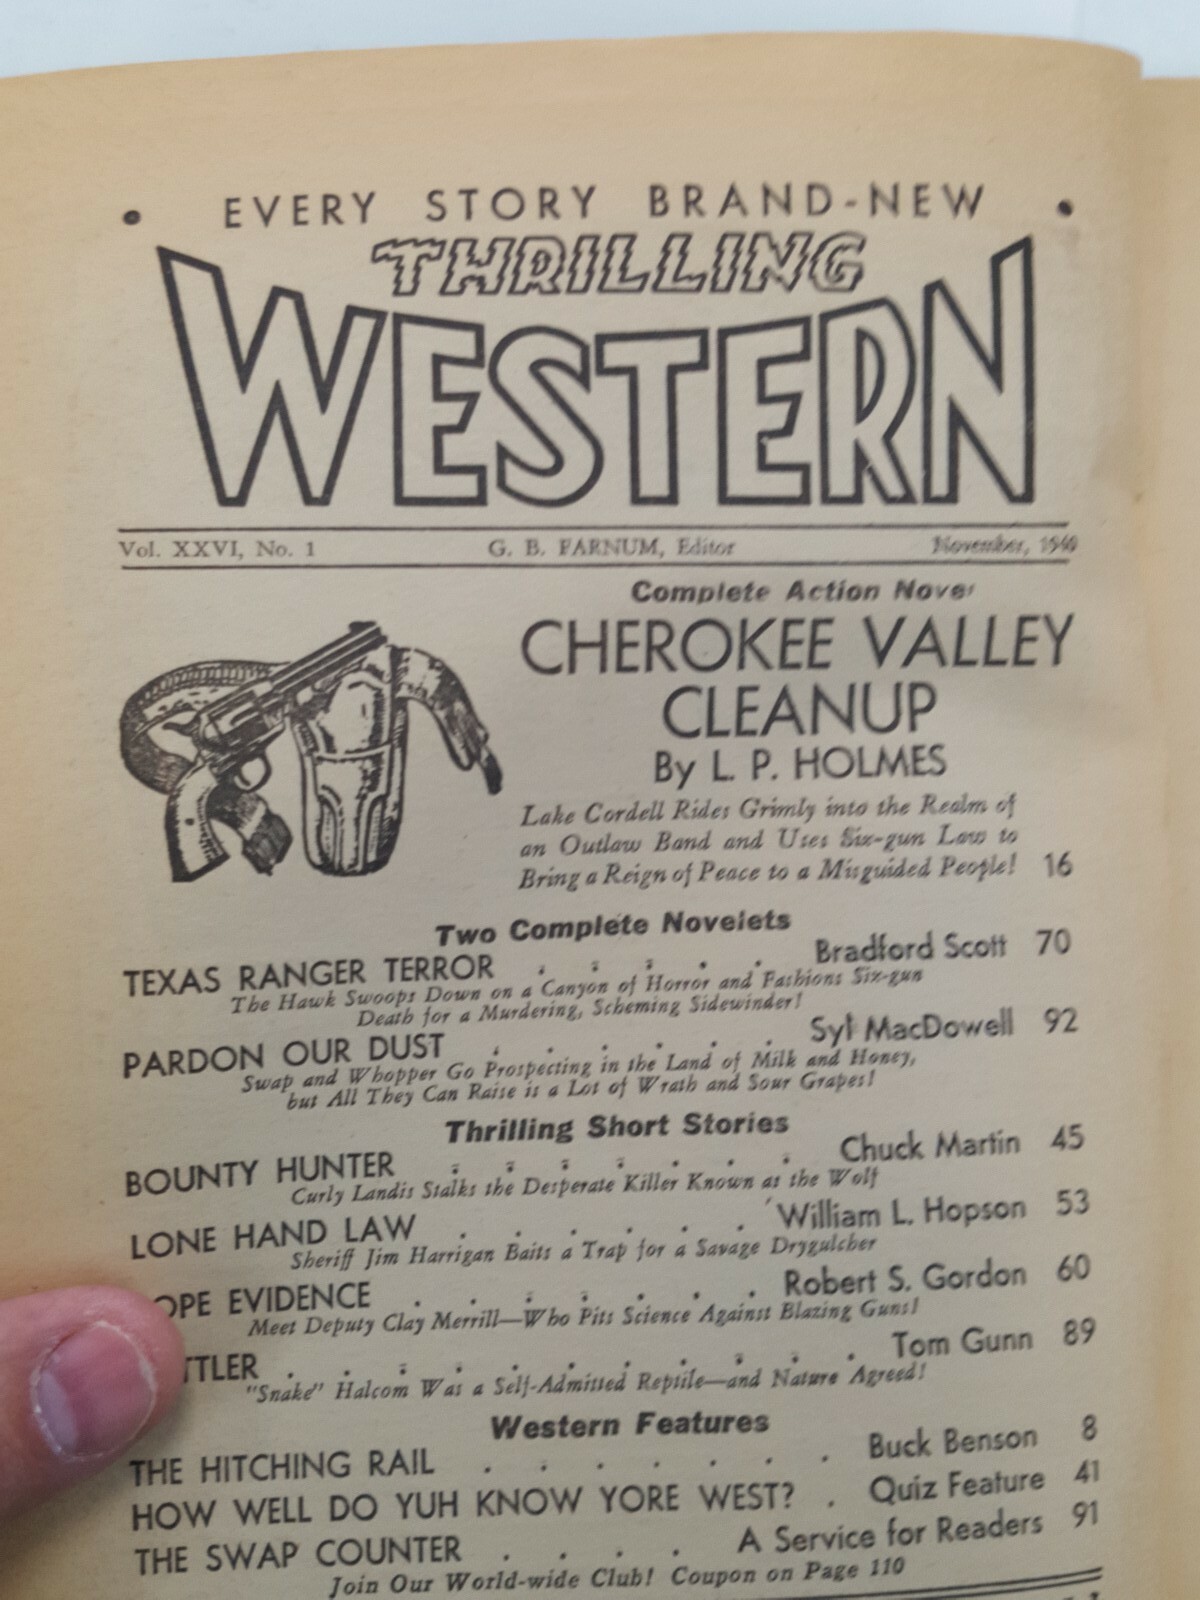 • EVERY STORY BRAND-NEW •
THRILLING
WESTERN
Vol. XXVI, No. 1 G. B. FARNUM, Editor November, 1940
Complete Action Nove
CHEROKEE VALLEY
CLEANUP
By L. P. HOLMES
Lake Cordell Rides Grimly into the Realm of
an Outlaw Band and Uses Six-gun Law to
Bring a Reign of Peace to a Misguided People! 16
Two Complete Novelets
TEXAS RANGER TERROR . . . . . Bradford Scott 70
The Hawk Swoops Down on a Canyon of Horror and Fashions Six-gun
Death for a Murdering, Scheming Sidewinder!
PARDON OUR DUST . . . . . . Syl MacDowell 92
Swap and Whopper Go Prospecting in the Land of Milk and Honey,
but All They Can Raise is a Lot of Wrath and Sour Grapes!
Thrilling Short Stories
BOUNTY HUNTER . . . . . . . Chuck Martin 45
Curly Landis Stalks the Desperate Killer Known as the Wolf
LONE HAND LAW . . . . . . William L. Hopson 53
Sheriff Jim Harrigan Baits a Trap for a Savage Drygulcher
OPE EVIDENCE . . . . . . Robert S. Gordon 60
Meet Deputy Clay Merrill—Who Pits Science Against Blazing Guns!
TTLER . . . . . . . . . . . Tom Gunn 89
"Snake" Halcom Was a Self-Admitted Reptile—and Nature Agreed!
Western Features
THE HITCHING RAIL . . . . . . . Buck Benson 8
HOW WELL DO YUH KNOW YORE WEST? . Quiz Feature 41
THE SWAP COUNTER . . . . A Service for Readers 91
Join Our World-wide Club! Coupon on Page 110